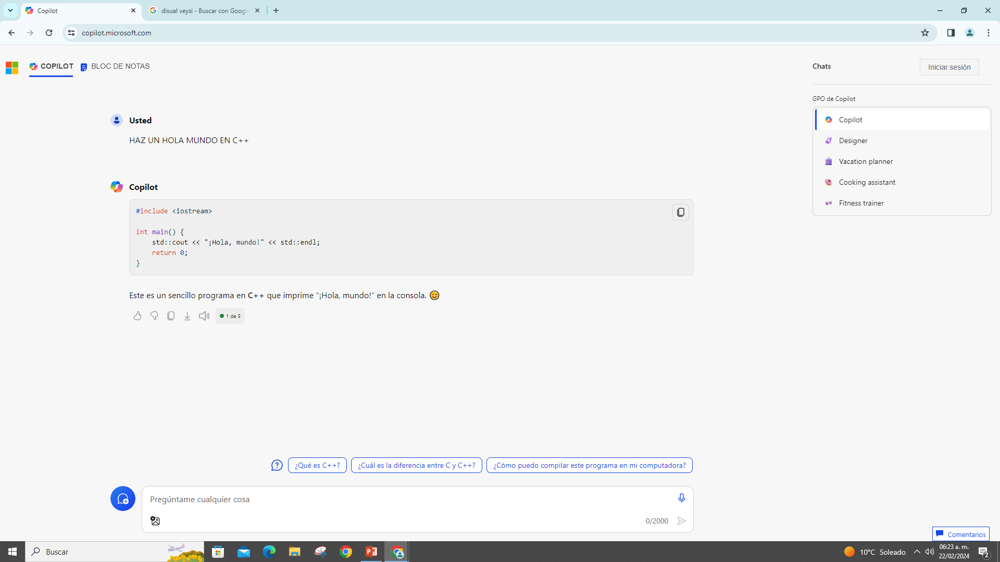 Copilot
disual veysi - Buscar con Googl
copilot.microsoft.com
COPILOT
BLOC DE NOTAS
Chats
Iniciar sesión
GPO de Copilot
Copilot
Designer
Vacation planner
Cooking assistant
Fitness trainer
Usted
HAZ UN HOLA MUNDO EN C++
Copilot
#include <iostream>
int main() {
    std::cout << "¡Hola, mundo!" << std::endl;
    return 0;
}
Este es un sencillo programa en C++ que imprime “¡Hola, mundo!” en la consola.
1 de 5
¿Qué es C++?
¿Cuál es la diferencia entre C y C++?
¿Cómo puedo compilar este programa en mi computadora?
Pregúntame cualquier cosa
0/2000
Comentarios
Buscar
10°C Soleado
06:23 a. m.
22/02/2024
2